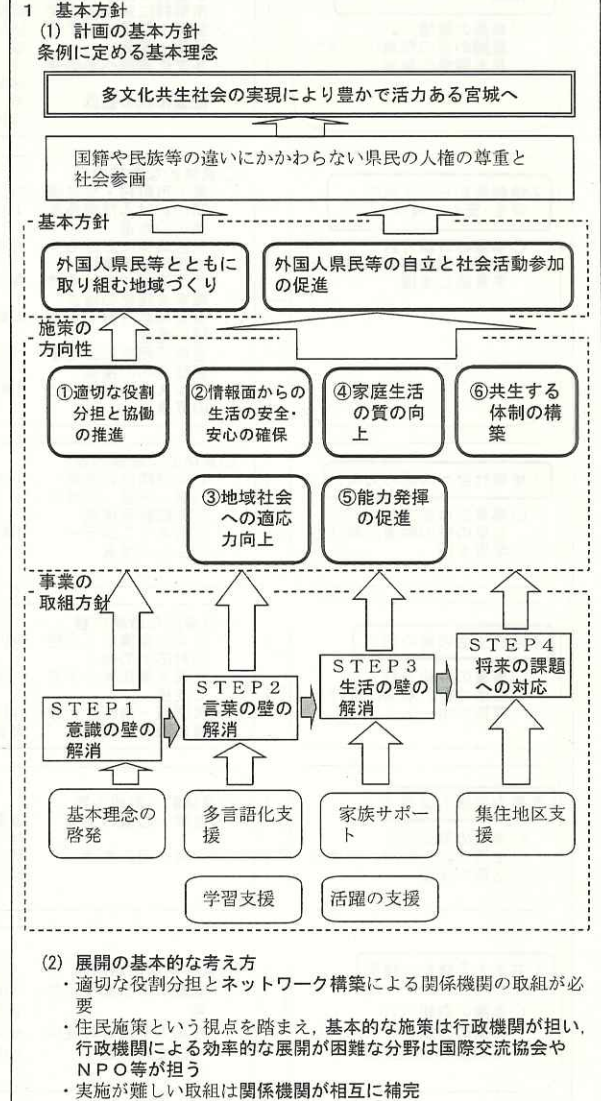 1 基本方針
(1) 計画の基本方針
条例に定める基本理念
多文化共生社会の実現により豊かで活力ある宮城へ
国籍や民族等の違いにかかわらない県民の人権の尊重と
社会参画
基本方針
外国人県民等とともに
取り組む地域づくり
外国人県民等の自立と社会活動参加
の促進
施策の
方向性
①適切な役割
分担と協働
の推進
②情報面からの
生活の安全・
安心の確保
④家庭生活
の質の向
上
⑥共生する
体制の構
築
③地域社会
への適応
力向上
⑤能力発揮
の促進
事業の
取組方針
STEP1
意識の壁の
解消
STEP2
言葉の壁の
解消
STEP3
生活の壁の
解消
STEP4
将来の課題
への対応
基本理念の
啓発
多言語化支
援
家族サポー
ト
集住地区支
援
学習支援
活躍の支援
(2) 展開の基本的な考え方
・適切な役割分担とネットワーク構築による関係機関の取組が必
要
・住民施策という視点を踏まえ，基本的な施策は行政機関が担い，
行政機関による効率的な展開が困難な分野は国際交流協会や
NPO等が担う
・実施が難しい取組は関係機関が相互に補完